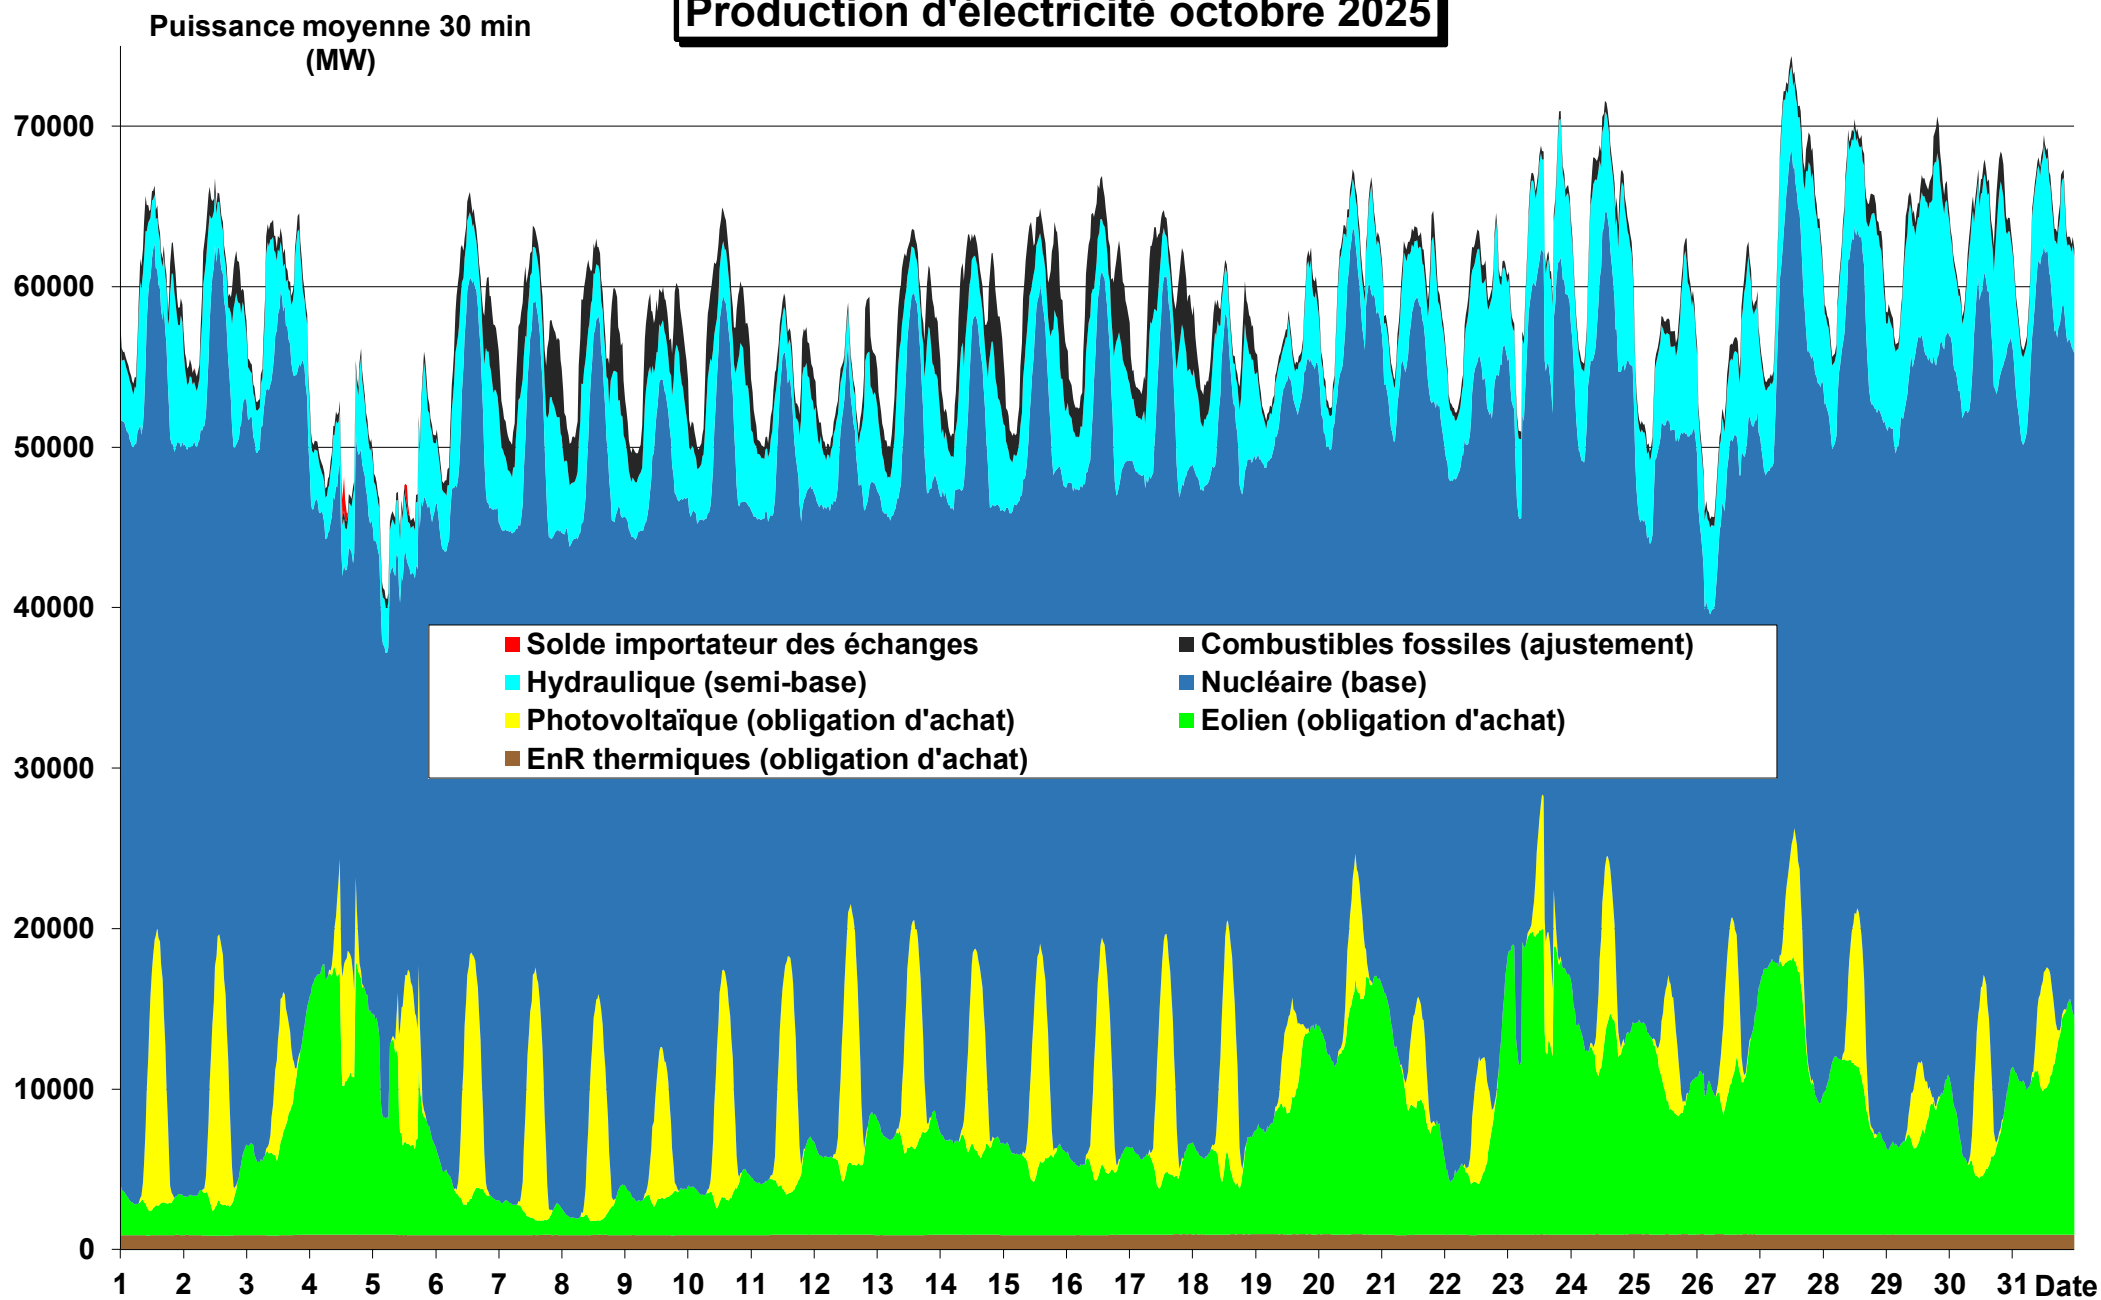 Production d'électricité octobre 2025
Puissance moyenne 30 min
(MW)
70000
60000
50000
40000
30000
20000
10000
0
Solde importateur des échanges
Combustibles fossiles (ajustement)
Hydraulique (semi-base)
Nucléaire (base)
Photovoltaïque (obligation d'achat)
Eolien (obligation d'achat)
EnR thermiques (obligation d'achat)
1 2 3 4 5 6 7 8 9 10 11 12 13 14 15 16 17 18 19 20 21 22 23 24 25 26 27 28 29 30 31 Date